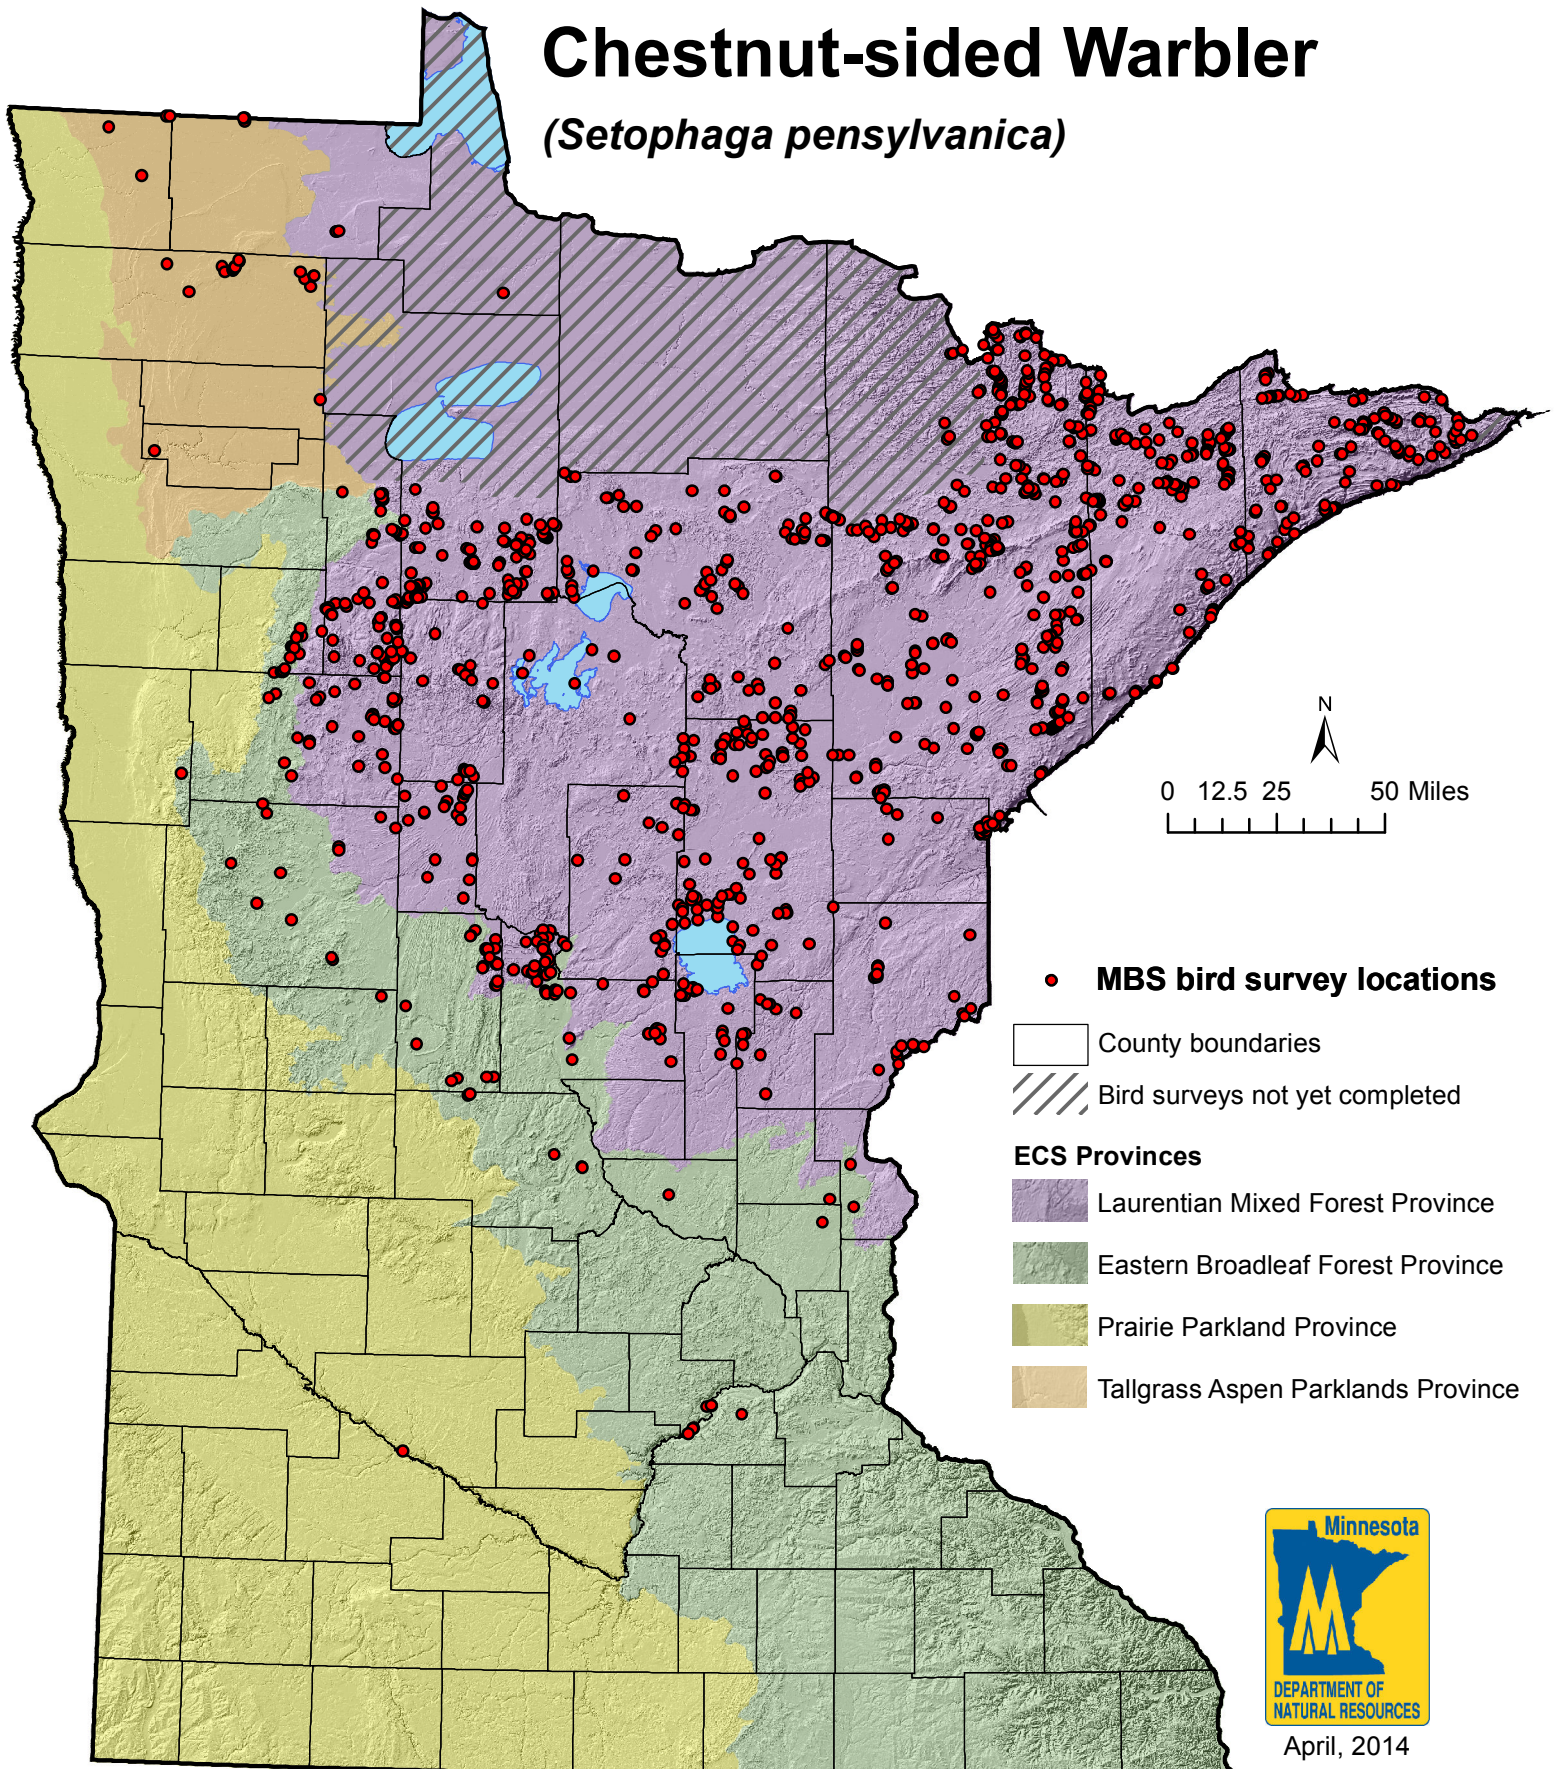 Chestnut-sided Warbler
(Setophaga pensylvanica)
N
0 12.5 25 50 Miles
MBS bird survey locations
County boundaries
Bird surveys not yet completed
ECS Provinces
Laurentian Mixed Forest Province
Eastern Broadleaf Forest Province
Prairie Parkland Province
Tallgrass Aspen Parklands Province
Minnesota
DEPARTMENT OF
NATURAL RESOURCES
April, 2014